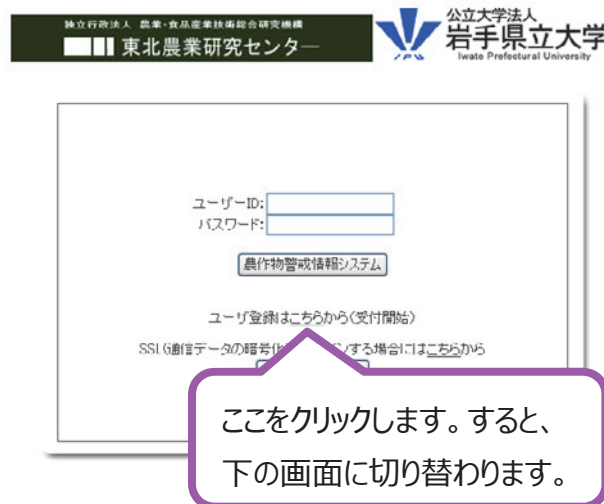 独立行政法人 農業・食品産業技術総合研究機構
東北農業研究センター
公立大学法人
岩手県立大学
Iwate Prefectural University
ユーザーID:
パスワード:
農作物警戒情報システム
ユーザ登録はこちらから(受付開始)
SSL(通信データの暗号化
ンする場合にはこちらから
ここをクリックします。すると、
下の画面に切り替わります。